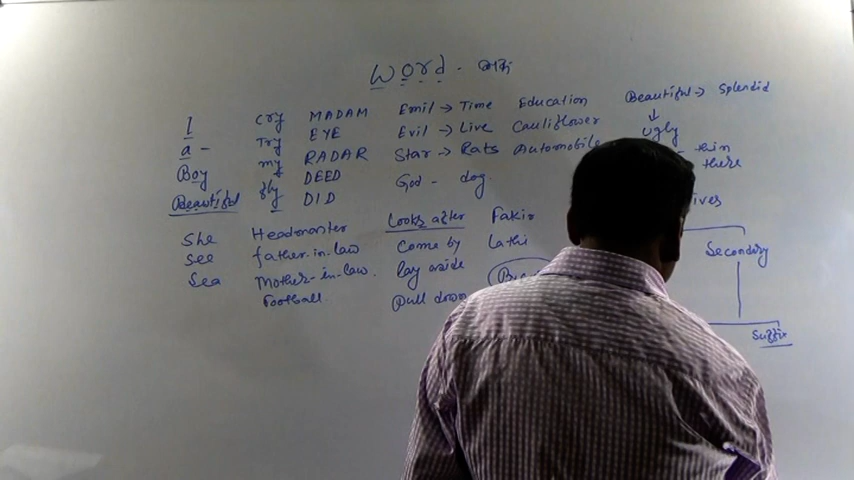 Word - শব্দ
I Cry MADAM Emil → Time Education Beautiful → Splendid
a - Try EYE Evil → Live Cauliflower ↓ Ugly
Boy my RADAR Star → Rats Automobile
Beautiful fly DEED God - dog.
DID
there
She Headmaster Looks after Fakir
See father-in-law Come by Lathi Secondary
Sea Mother-in-law. lay aside
Football Pull down
Suffix